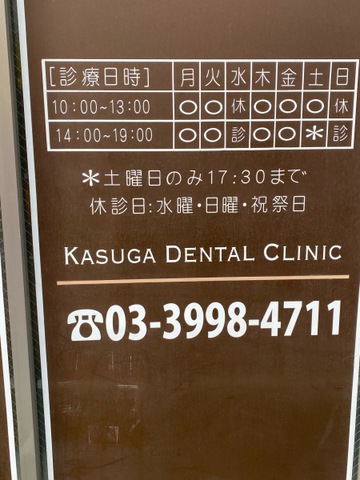 [診療日時] 月 火 水 木 金 土 日
10:00~13:00 ○ ○ 休 ○ ○ ○ 休
14:00~19:00 ○ ○ 診 ○ ○ * 診
*土曜日のみ17:30まで
休診日:水曜・日曜・祝祭日
KASUGA DENTAL CLINIC
☎03-3998-4711